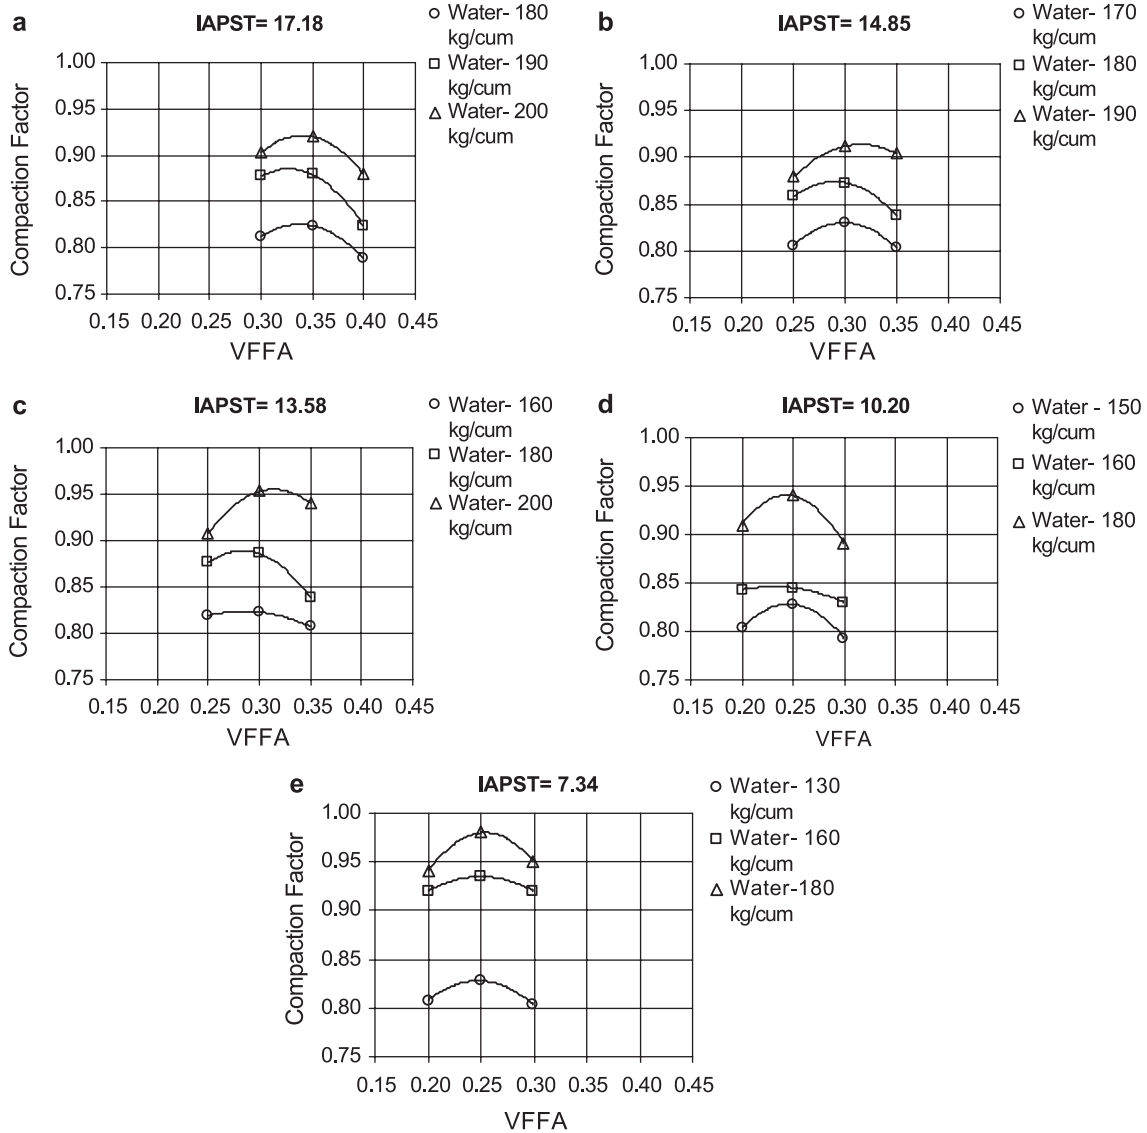 a
IAPST= 17.18
Water- 180
kg/cum
Water- 190
kg/cum
Water- 200
kg/cum
Compaction Factor
1.00
0.95
0.90
0.85
0.80
0.75
0.15 0.20 0.25 0.30 0.35 0.40 0.45
VFFA
b
IAPST= 14.85
Water- 170
kg/cum
Water- 180
kg/cum
Water- 190
kg/cum
Compaction Factor
1.00
0.95
0.90
0.85
0.80
0.75
0.15 0.20 0.25 0.30 0.35 0.40 0.45
VFFA
c
IAPST= 13.58
Water- 160
kg/cum
Water- 180
kg/cum
Water- 200
kg/cum
Compaction Factor
1.00
0.95
0.90
0.85
0.80
0.75
0.15 0.20 0.25 0.30 0.35 0.40 0.45
VFFA
d
IAPST= 10.20
Water - 150
kg/cum
Water- 160
kg/cum
Water- 180
kg/cum
Compaction Factor
1.00
0.95
0.90
0.85
0.80
0.75
0.15 0.20 0.25 0.30 0.35 0.40 0.45
VFFA
e
IAPST= 7.34
Water- 130
kg/cum
Water- 160
kg/cum
Water-180
kg/cum
Compaction Factor
1.00
0.95
0.90
0.85
0.80
0.75
0.15 0.20 0.25 0.30 0.35 0.40 0.45
VFFA